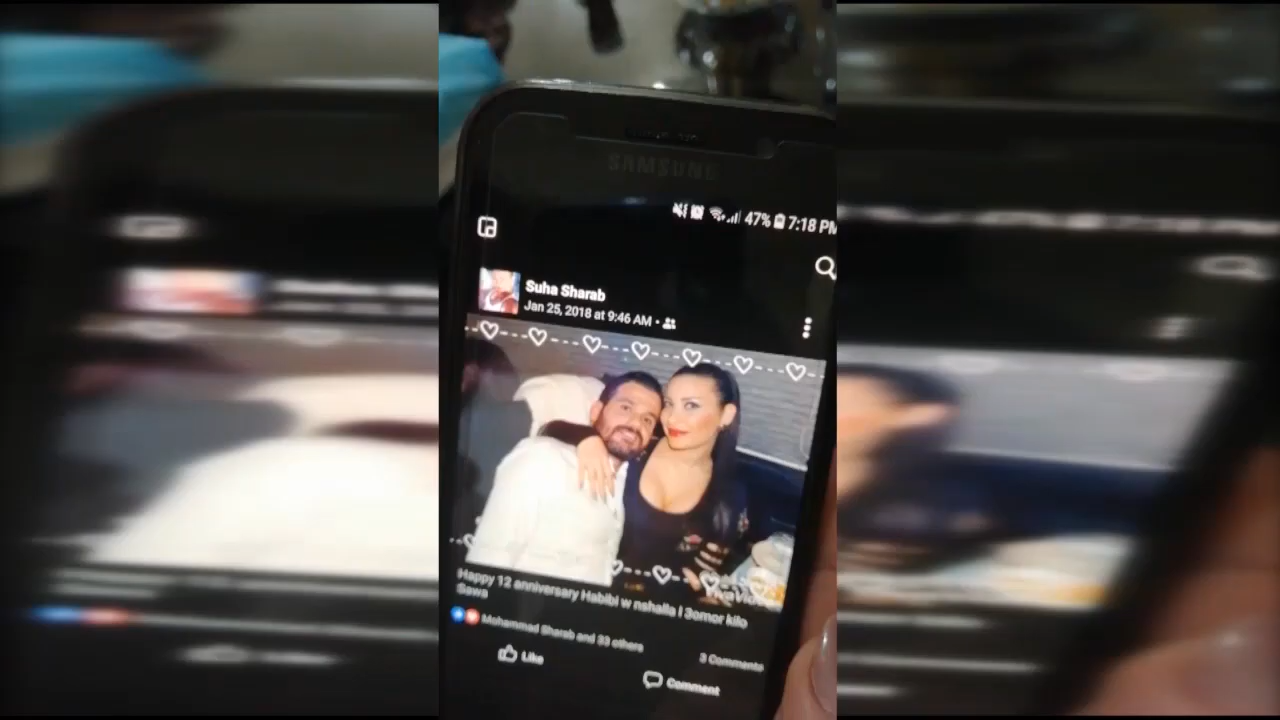 SAMSUNG
47% 7:18 PM
Suha Sharab
Jan 25, 2018 at 9:46 AM ·
VivaVideo
Happy 12 anniversary Habibi w nshalla l 3omor kilo
Sawa
Mohammad Sharab and 33 others
3 Comments
Like
Comment